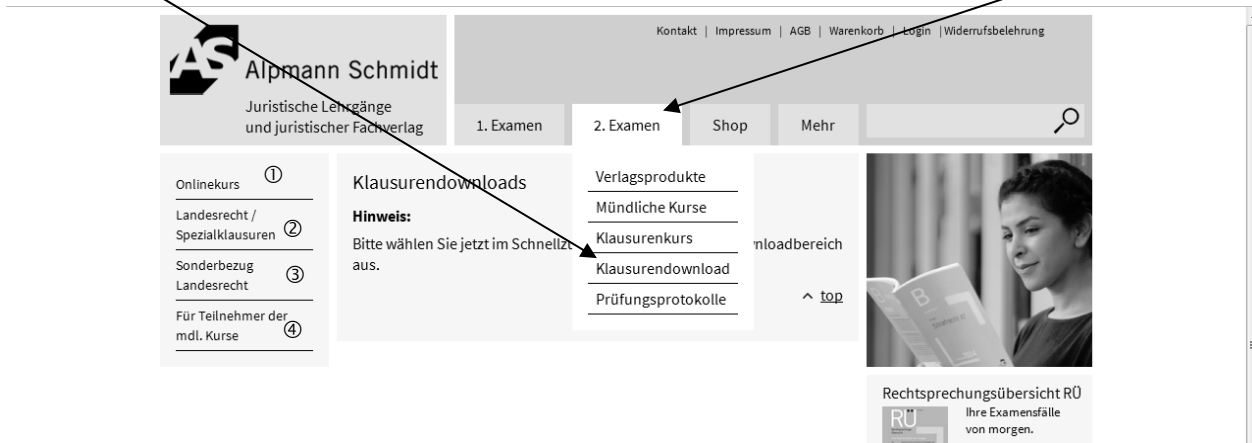 Kontakt | Impressum | AGB | Warenkorb | Login | Widerrufsbelehrung
AS
Alpmann Schmidt
Juristische Lehrgänge
und juristischer Fachverlag
1. Examen
2. Examen
Shop
Mehr
Onlinekurs ①
Landesrecht /
Spezialklausuren ②
Sonderbezug
Landesrecht ③
Für Teilnehmer der
mdl. Kurse ④
Klausurendownloads
Hinweis:
Bitte wählen Sie jetzt im
aus.
top
Verlagsprodukte
Mündliche Kurse
Klausurenkurs
Klausurendownload
Prüfungsprotokolle
Rechtsprechungsübersicht RÜ
RÜ
Ihre Examensfälle
von morgen.